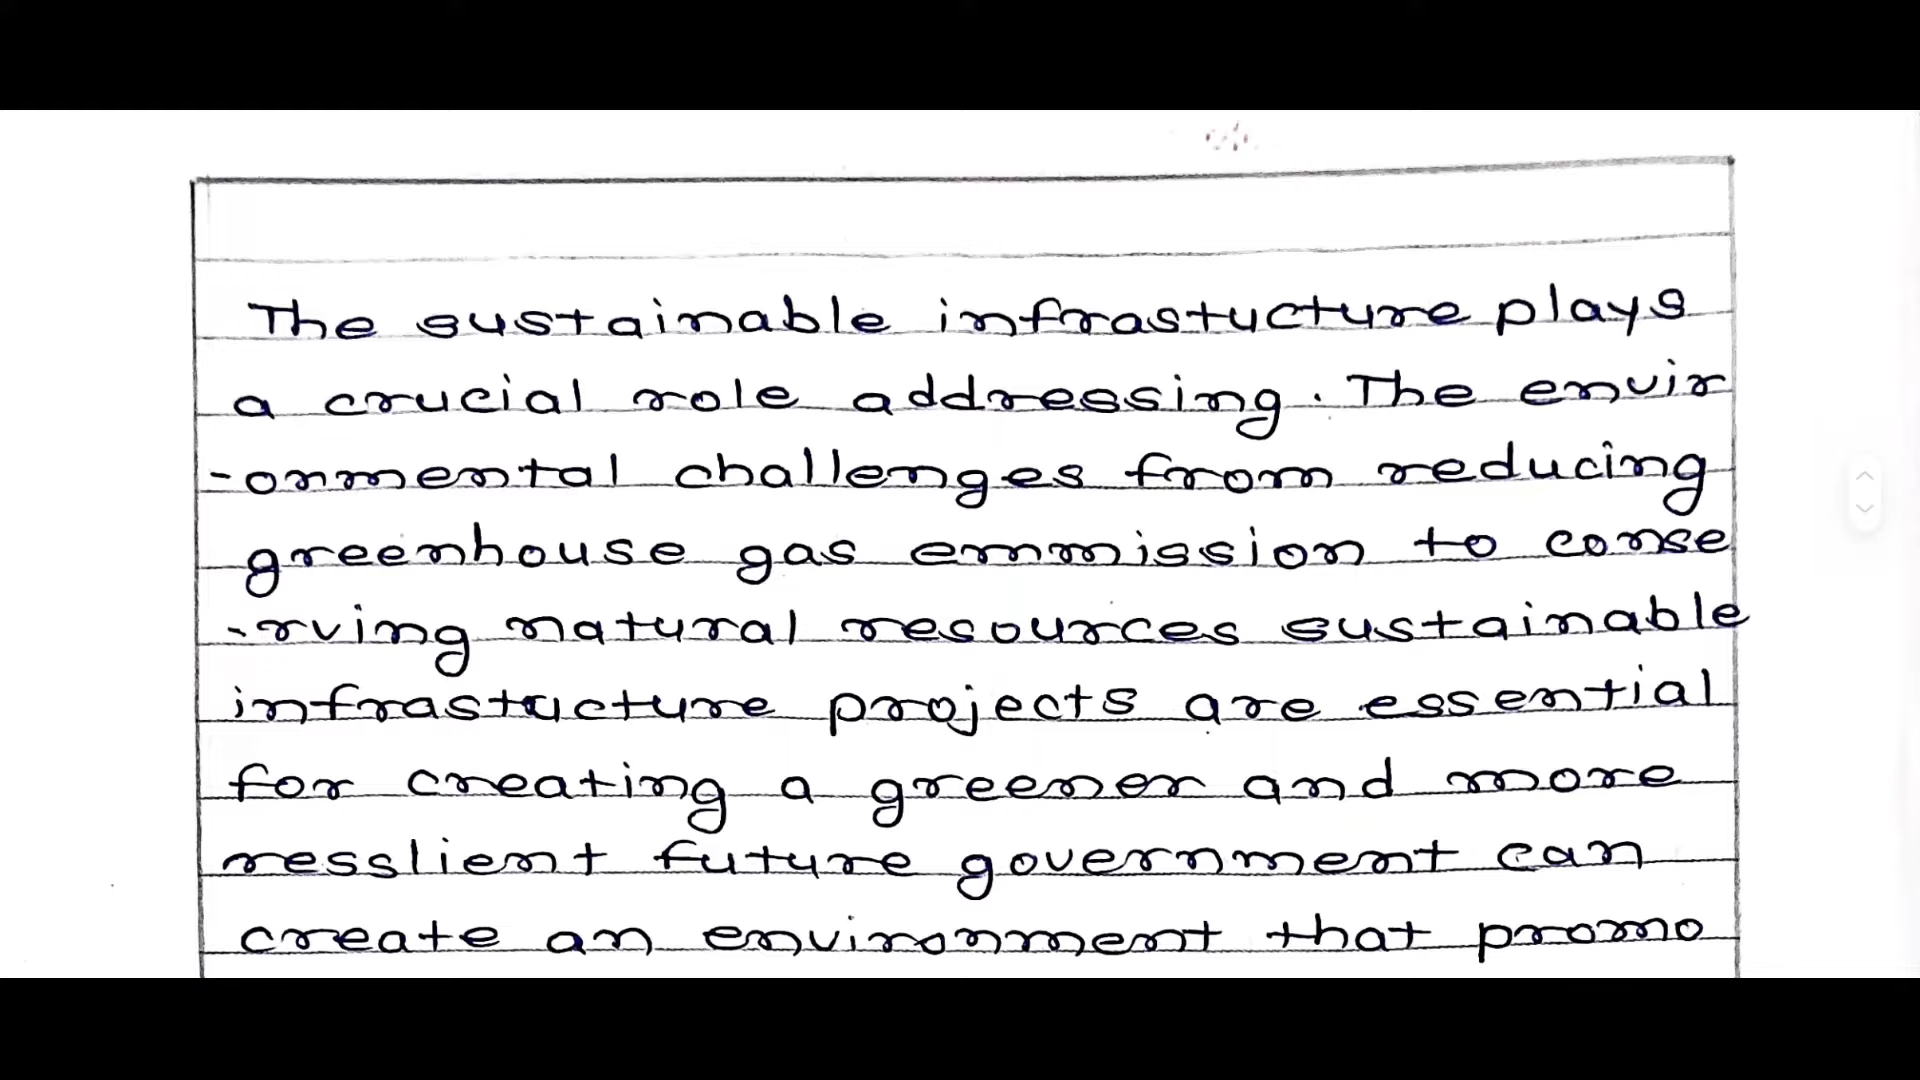 The sustainable infrastucture plays
a crucial role addressing. The envir
-onmental challenges from reducing
greenhouse gas emmission to conse
-rving natural resources sustainable
infrastucture projects are essential
for creating a greener and more
resslient future government can
create an environment that promo